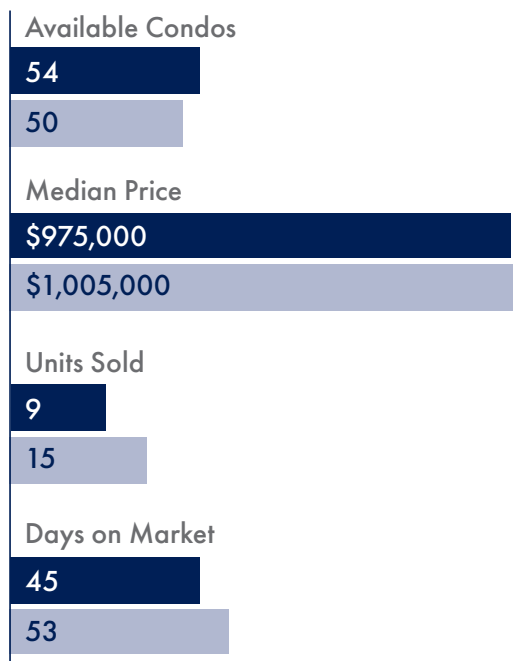 Available Condos
54
50
Median Price
$975,000
$1,005,000
Units Sold
9
15
Days on Market
45
53